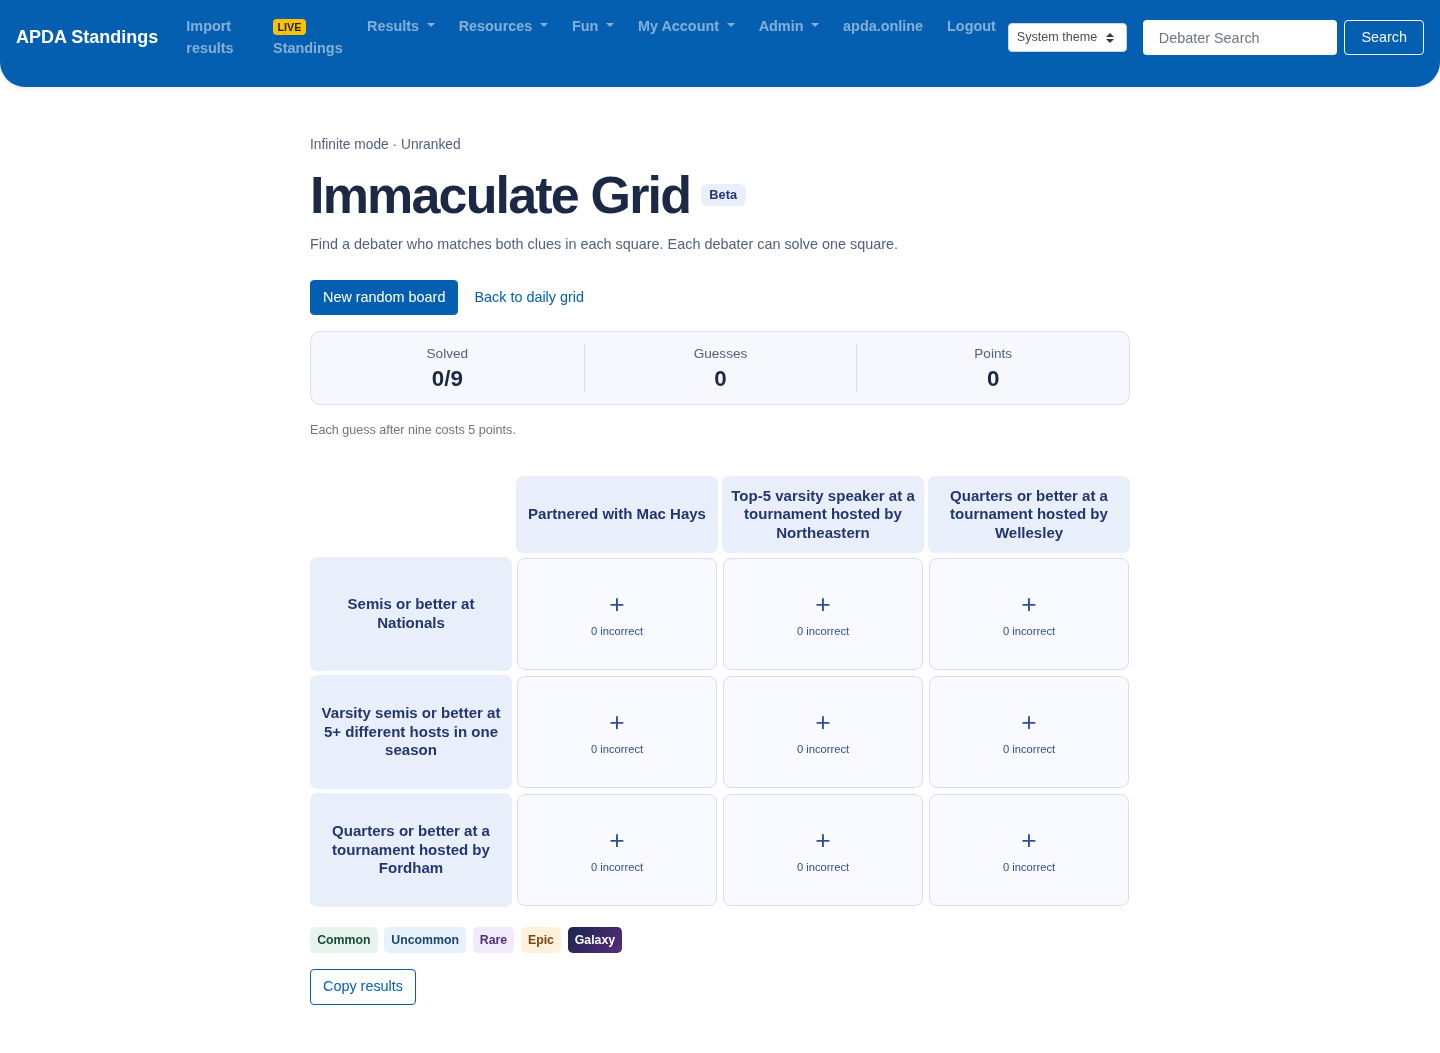 APDA Standings
Import results
LIVE Standings
Results
Resources
Fun
My Account
Admin
apda.online
Logout
System theme
Debater Search
Search
Infinite mode · Unranked
Immaculate Grid Beta
Find a debater who matches both clues in each square. Each debater can solve one square.
New random board
Back to daily grid
Solved
Guesses
Points
0/9
0
0
Each guess after nine costs 5 points.
Partnered with Mac Hays
Top-5 varsity speaker at a
tournament hosted by
Northeastern
Quarters or better at a
tournament hosted by
Wellesley
Semis or better at
Nationals
+
0 incorrect
+
0 incorrect
+
0 incorrect
Varsity semis or better at
5+ different hosts in one
season
+
0 incorrect
+
0 incorrect
+
0 incorrect
Quarters or better at a
tournament hosted by
Fordham
+
0 incorrect
+
0 incorrect
+
0 incorrect
Common
Uncommon
Rare
Epic
Galaxy
Copy results